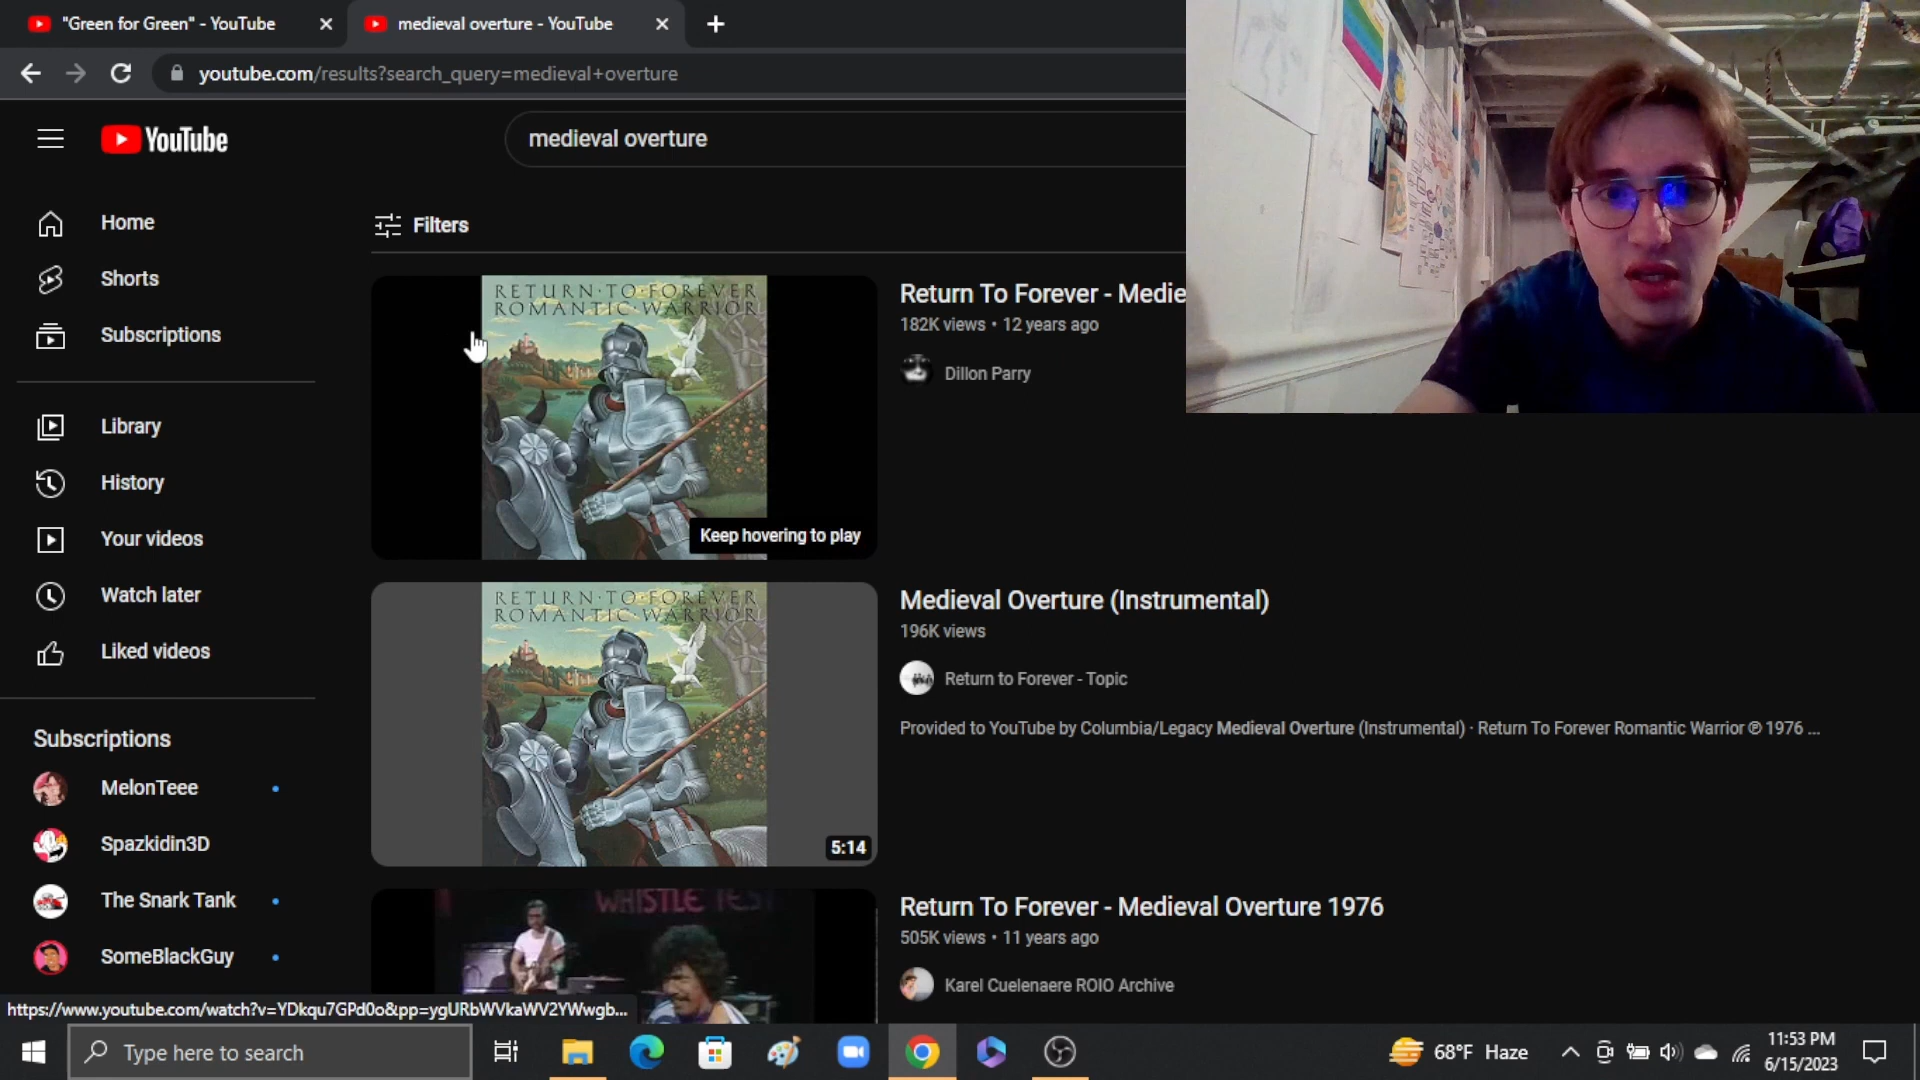 "Green for Green" - YouTube
medieval overture - YouTube
youtube.com/results?search_query=medieval+overture
YouTube
medieval overture
Home
Shorts
Subscriptions
Library
History
Your videos
Watch later
Liked videos
Subscriptions
MelonTeee
Spazkidin3D
The Snark Tank
SomeBlackGuy
Filters
RETURN·TO·FOREVER
ROMANTIC·WARRIOR
Keep hovering to play
Return To Forever - Medie
182K views • 12 years ago
Dillon Parry
RETURN·TO·FOREVER
ROMANTIC·WARRIOR
5:14
Medieval Overture (Instrumental)
196K views
Return to Forever - Topic
Provided to YouTube by Columbia/Legacy Medieval Overture (Instrumental) · Return To Forever Romantic Warrior ℗ 1976 ...
WHISTLE TEST
Return To Forever - Medieval Overture 1976
505K views • 11 years ago
Karel Cuelenaere ROIO Archive
https://www.youtube.com/watch?v=YDkqu7GPd0o&pp=ygURbWVkaWV2YWwgb...
Type here to search
68°F Haze
11:53 PM
6/15/2023